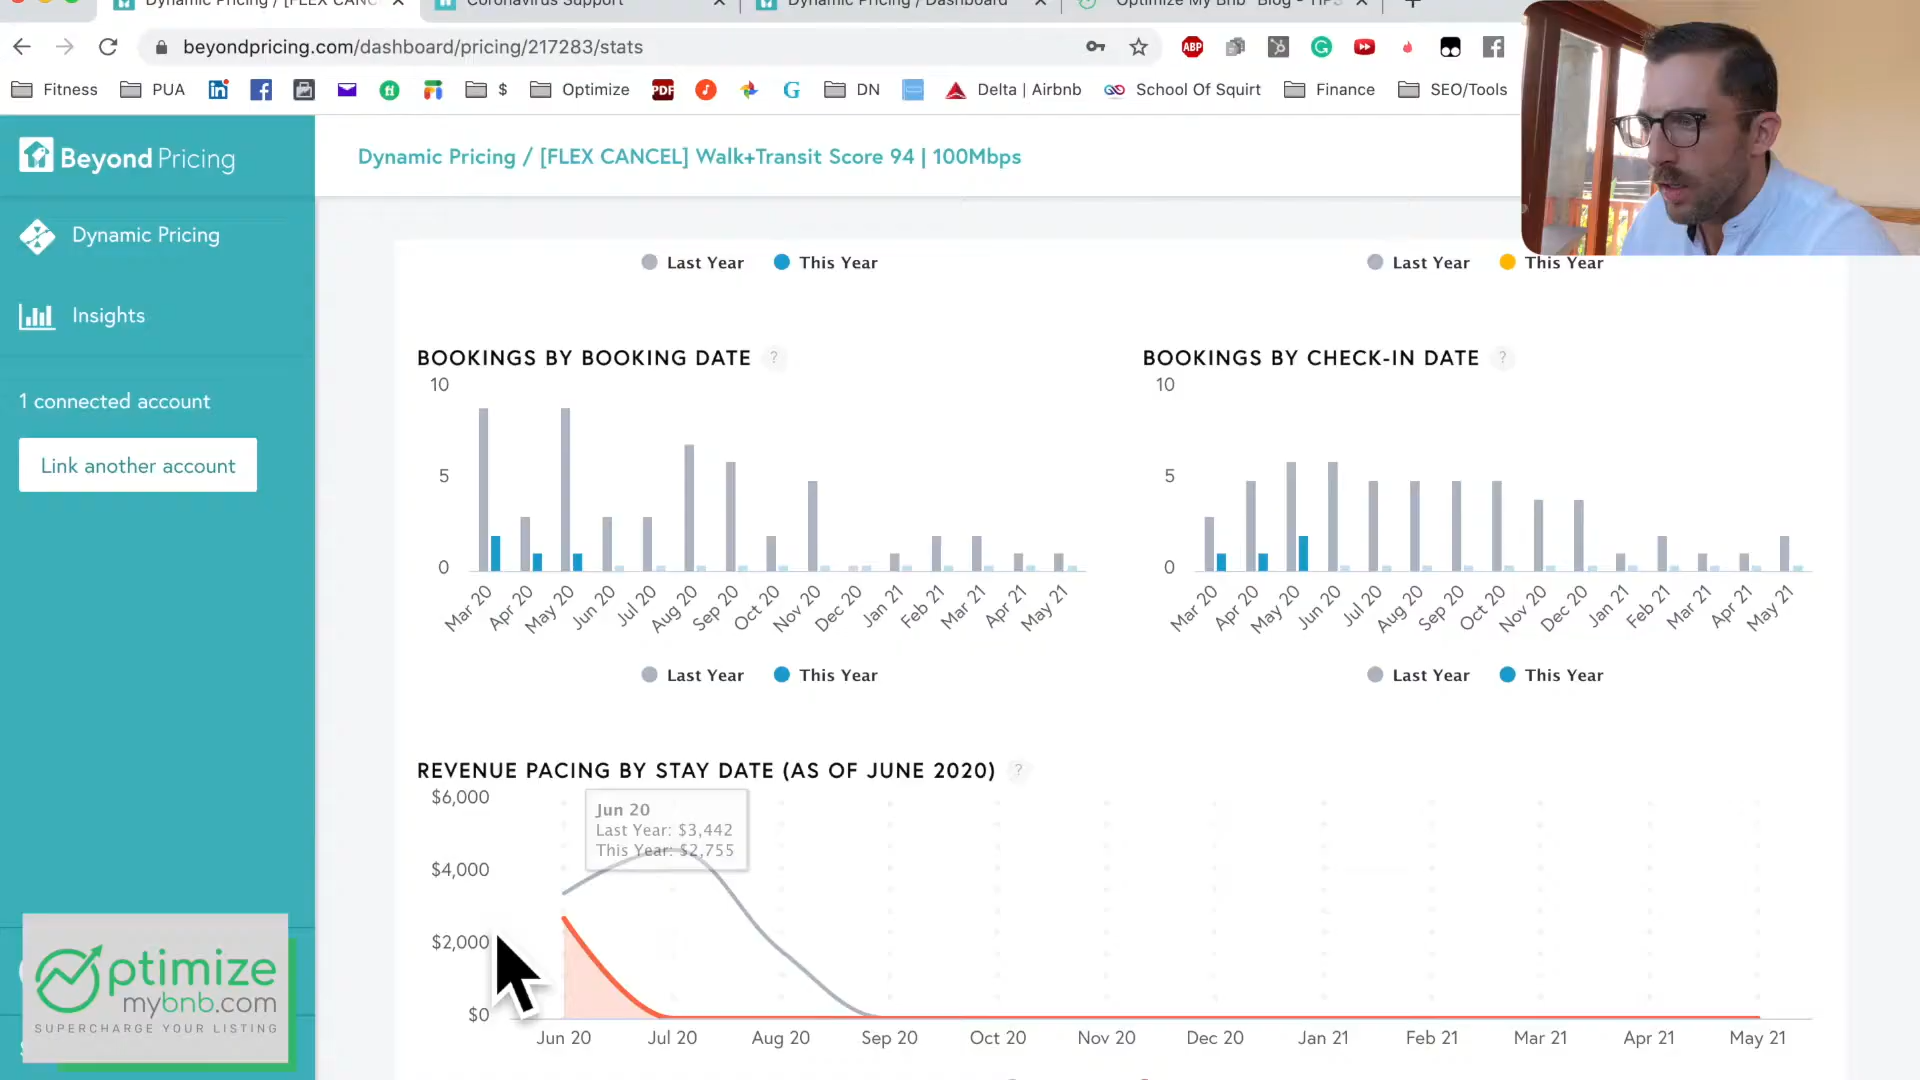 Dynamic Pricing / [FLEX CANC
Coronavirus Support
Dynamic Pricing / Dashboard
Optimize My Bnb
beyondpricing.com/dashboard/pricing/217283/stats
ABP
Fitness
PUA
$
Optimize
PDF
DN
Delta | Airbnb
School Of Squirt
Finance
SEO/Tools
Beyond Pricing
Dynamic Pricing / [FLEX CANCEL] Walk+Transit Score 94 | 100Mbps
Dynamic Pricing
Insights
1 connected account
Link another account
Last Year
This Year
Last Year
This Year
BOOKINGS BY BOOKING DATE ?
10
5
0
Mar 20
Apr 20
May 20
Jun 20
Jul 20
Aug 20
Sep 20
Oct 20
Nov 20
Dec 20
Jan 21
Feb 21
Mar 21
Apr 21
May 21
Last Year
This Year
BOOKINGS BY CHECK-IN DATE ?
10
5
0
Mar 20
Apr 20
May 20
Jun 20
Jul 20
Aug 20
Sep 20
Oct 20
Nov 20
Dec 20
Jan 21
Feb 21
Mar 21
Apr 21
May 21
Last Year
This Year
REVENUE PACING BY STAY DATE (AS OF JUNE 2020) ?
$6,000
$4,000
$2,000
$0
Jun 20
Last Year: $3,442
This Year: $2,755
Jun 20
Jul 20
Aug 20
Sep 20
Oct 20
Nov 20
Dec 20
Jan 21
Feb 21
Mar 21
Apr 21
May 21
Optimize
mybnb.com
SUPERCHARGE YOUR LISTING